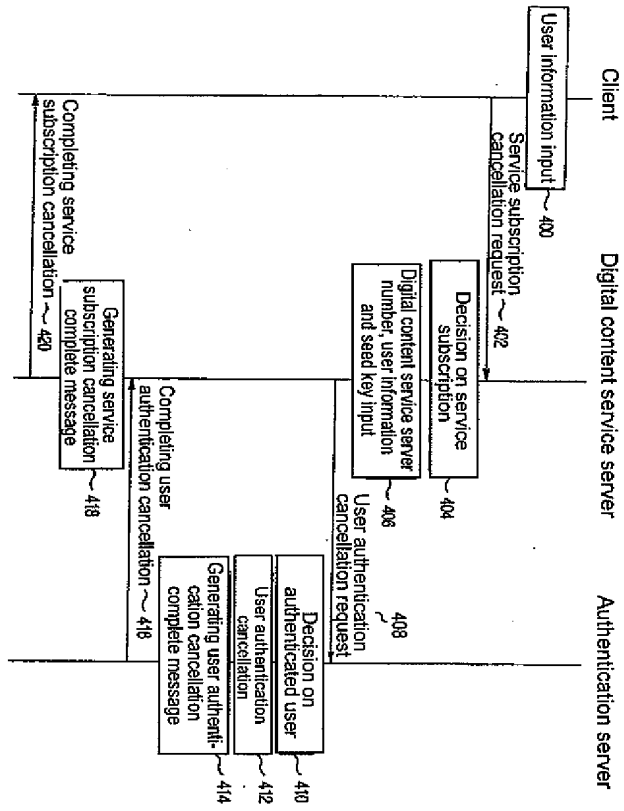 Client
Digital content service server
Authentication server
User information input
400
Service subscription
cancellation request
402
Decision on service
subscription
404
Digital content service server
number, user information
and seed key input
406
User authentication
cancellation request
408
Decision on
authenticated user
410
User authentication
cancellation
412
Generating user authenti-
cation cancellation
complete message
414
Completing user
authentication cancellation
416
Generating service
subscription cancellation
complete message
418
Completing service
subscription cancellation
420